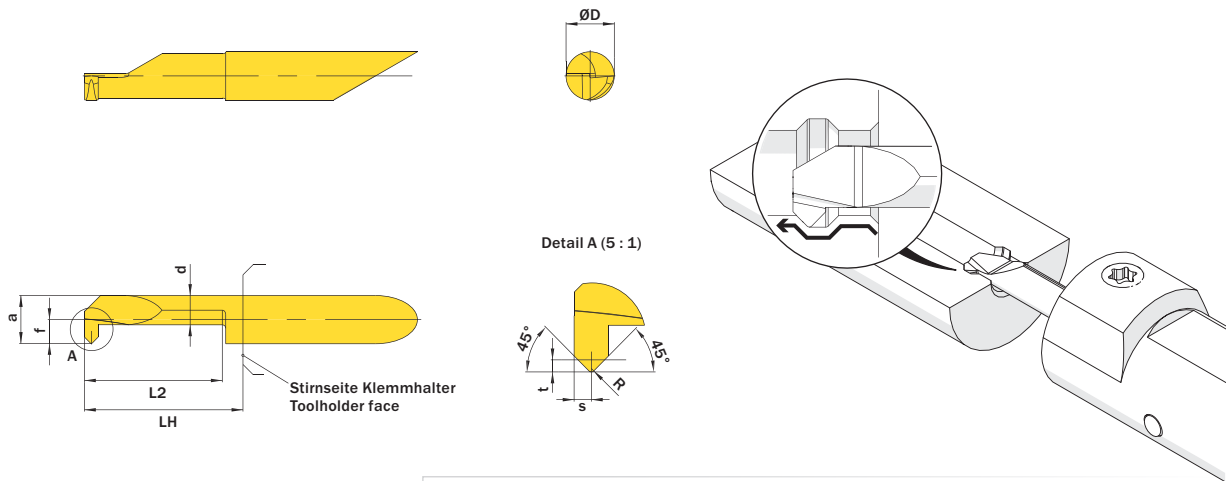 ØD
Detail A (5 : 1)
d
a
f
A
L2
LH
Stirnseite Klemmhalter
Toolholder face
45°
45°
t
s
R